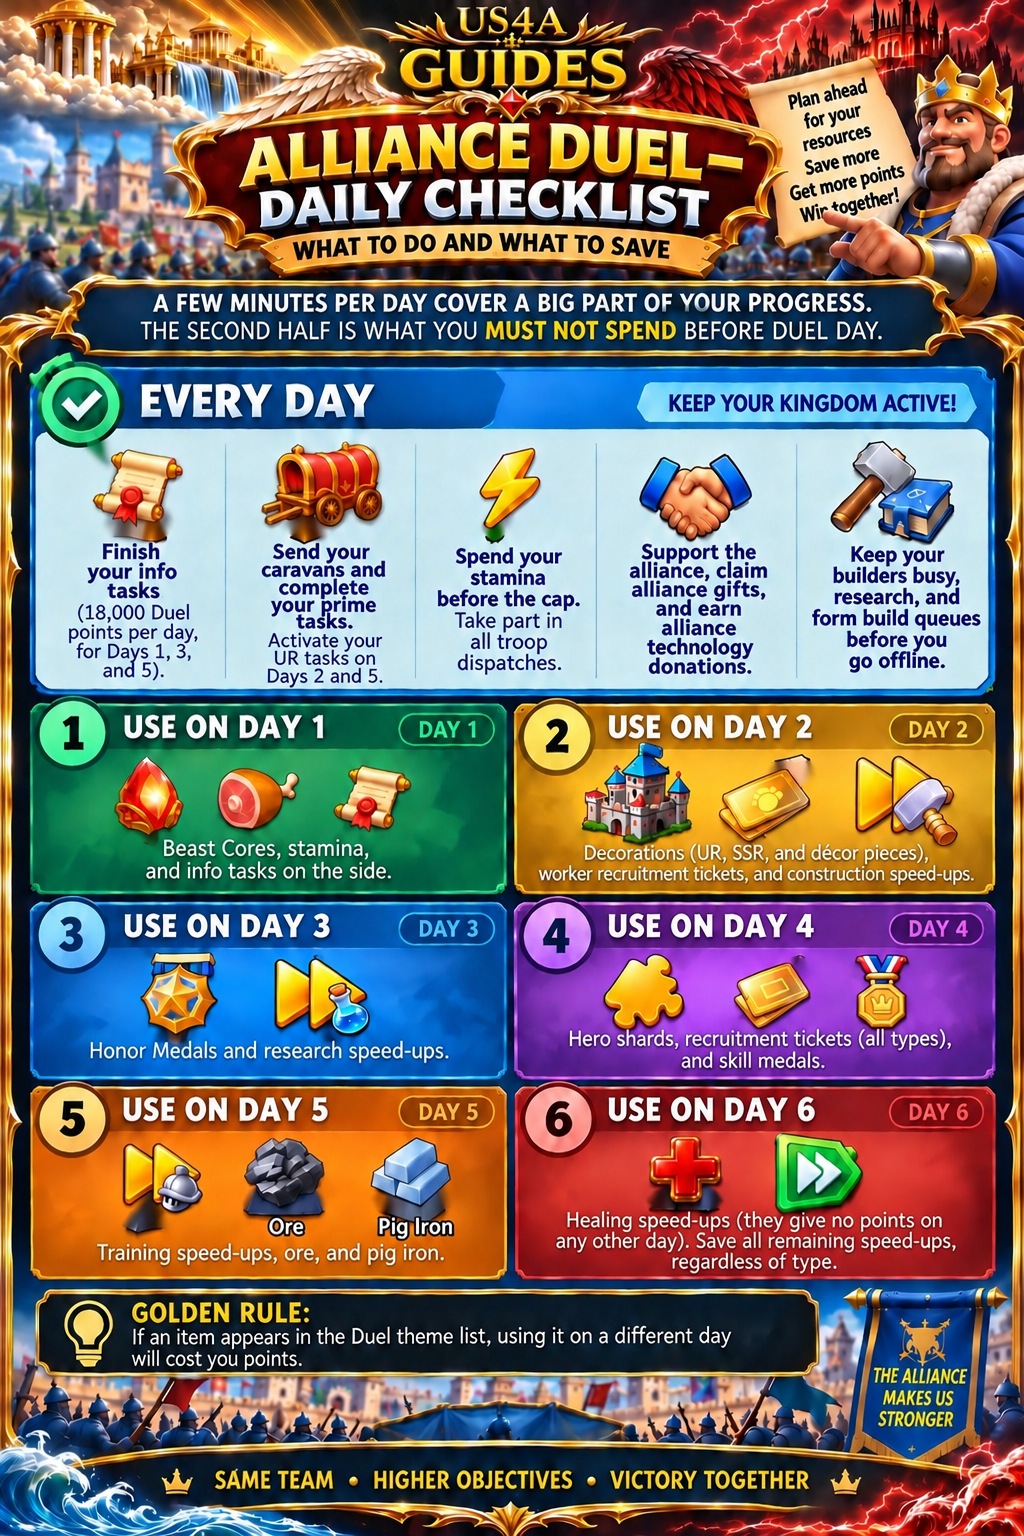 US4A
GUIDES
ALLIANCE DUEL–
DAILY CHECKLIST
WHAT TO DO AND WHAT TO SAVE
Plan ahead
for your
resources
Save more
Get more points
Win together!
A FEW MINUTES PER DAY COVER A BIG PART OF YOUR PROGRESS.
THE SECOND HALF IS WHAT YOU MUST NOT SPEND BEFORE DUEL DAY.
EVERY DAY
KEEP YOUR KINGDOM ACTIVE!
Finish
your info
tasks
(18,000 Duel
points per day,
for Days 1, 3,
and 5).
Send your
caravans and
complete
your prime
tasks.
Activate your
UR tasks on
Days 2 and 5.
Spend your
stamina
before the cap.
Take part in
all troop
dispatches.
Support the
alliance, claim
alliance gifts,
and earn
alliance
technology
donations.
Keep your
builders busy,
research, and
form build queues
before you
go offline.
1 USE ON DAY 1 DAY 1
Beast Cores, stamina,
and info tasks on the side.
2 USE ON DAY 2 DAY 2
Decorations (UR, SSR, and décor pieces),
worker recruitment tickets, and construction speed-ups.
3 USE ON DAY 3 DAY 3
Honor Medals and research speed-ups.
4 USE ON DAY 4 DAY 4
Hero shards, recruitment tickets (all types),
and skill medals.
5 USE ON DAY 5 DAY 5
Ore
Pig Iron
Training speed-ups, ore, and pig iron.
6 USE ON DAY 6 DAY 6
Healing speed-ups (they give no points on
any other day). Save all remaining speed-ups,
regardless of type.
GOLDEN RULE:
If an item appears in the Duel theme list, using it on a different day
will cost you points.
THE ALLIANCE
MAKES US
STRONGER
SAME TEAM • HIGHER OBJECTIVES • VICTORY TOGETHER